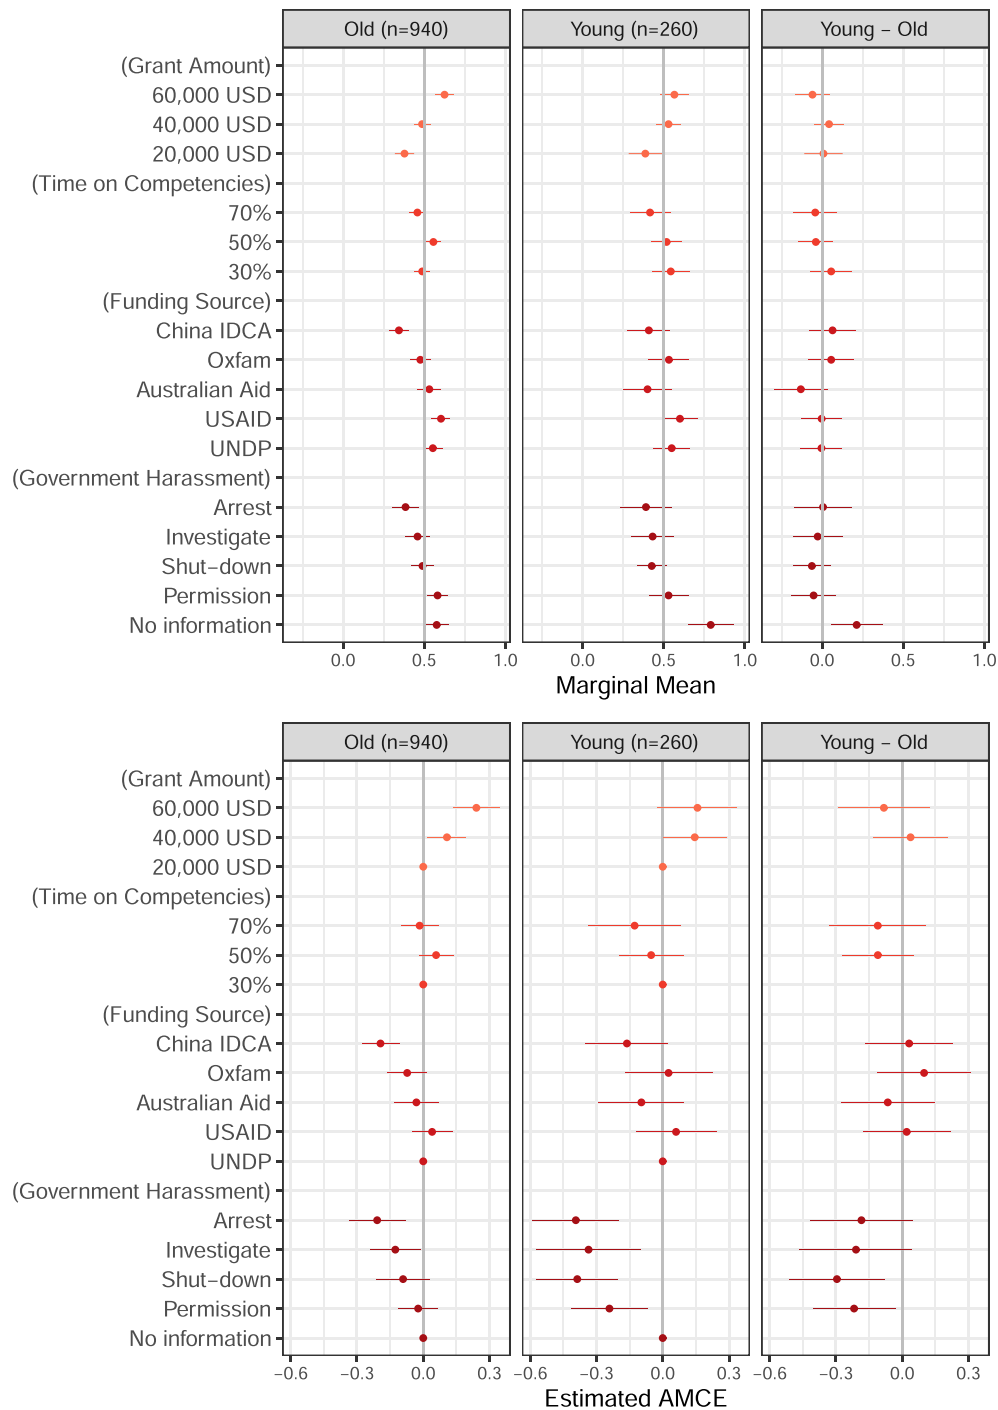 Old (n=940) Young (n=260) Young − Old
(Grant Amount)
60,000 USD
40,000 USD
20,000 USD
(Time on Competencies)
70%
50%
30%
(Funding Source)
China IDCA
Oxfam
Australian Aid
USAID
UNDP
(Government Harassment)
Arrest
Investigate
Shut−down
Permission
No information
0.0 0.5 1.0 0.0 0.5 1.0 0.0 0.5 1.0
Marginal Mean
Old (n=940) Young (n=260) Young − Old
(Grant Amount)
60,000 USD
40,000 USD
20,000 USD
(Time on Competencies)
70%
50%
30%
(Funding Source)
China IDCA
Oxfam
Australian Aid
USAID
UNDP
(Government Harassment)
Arrest
Investigate
Shut−down
Permission
No information
−0.6 −0.3 0.0 0.3 −0.6 −0.3 0.0 0.3 −0.6 −0.3 0.0 0.3
Estimated AMCE